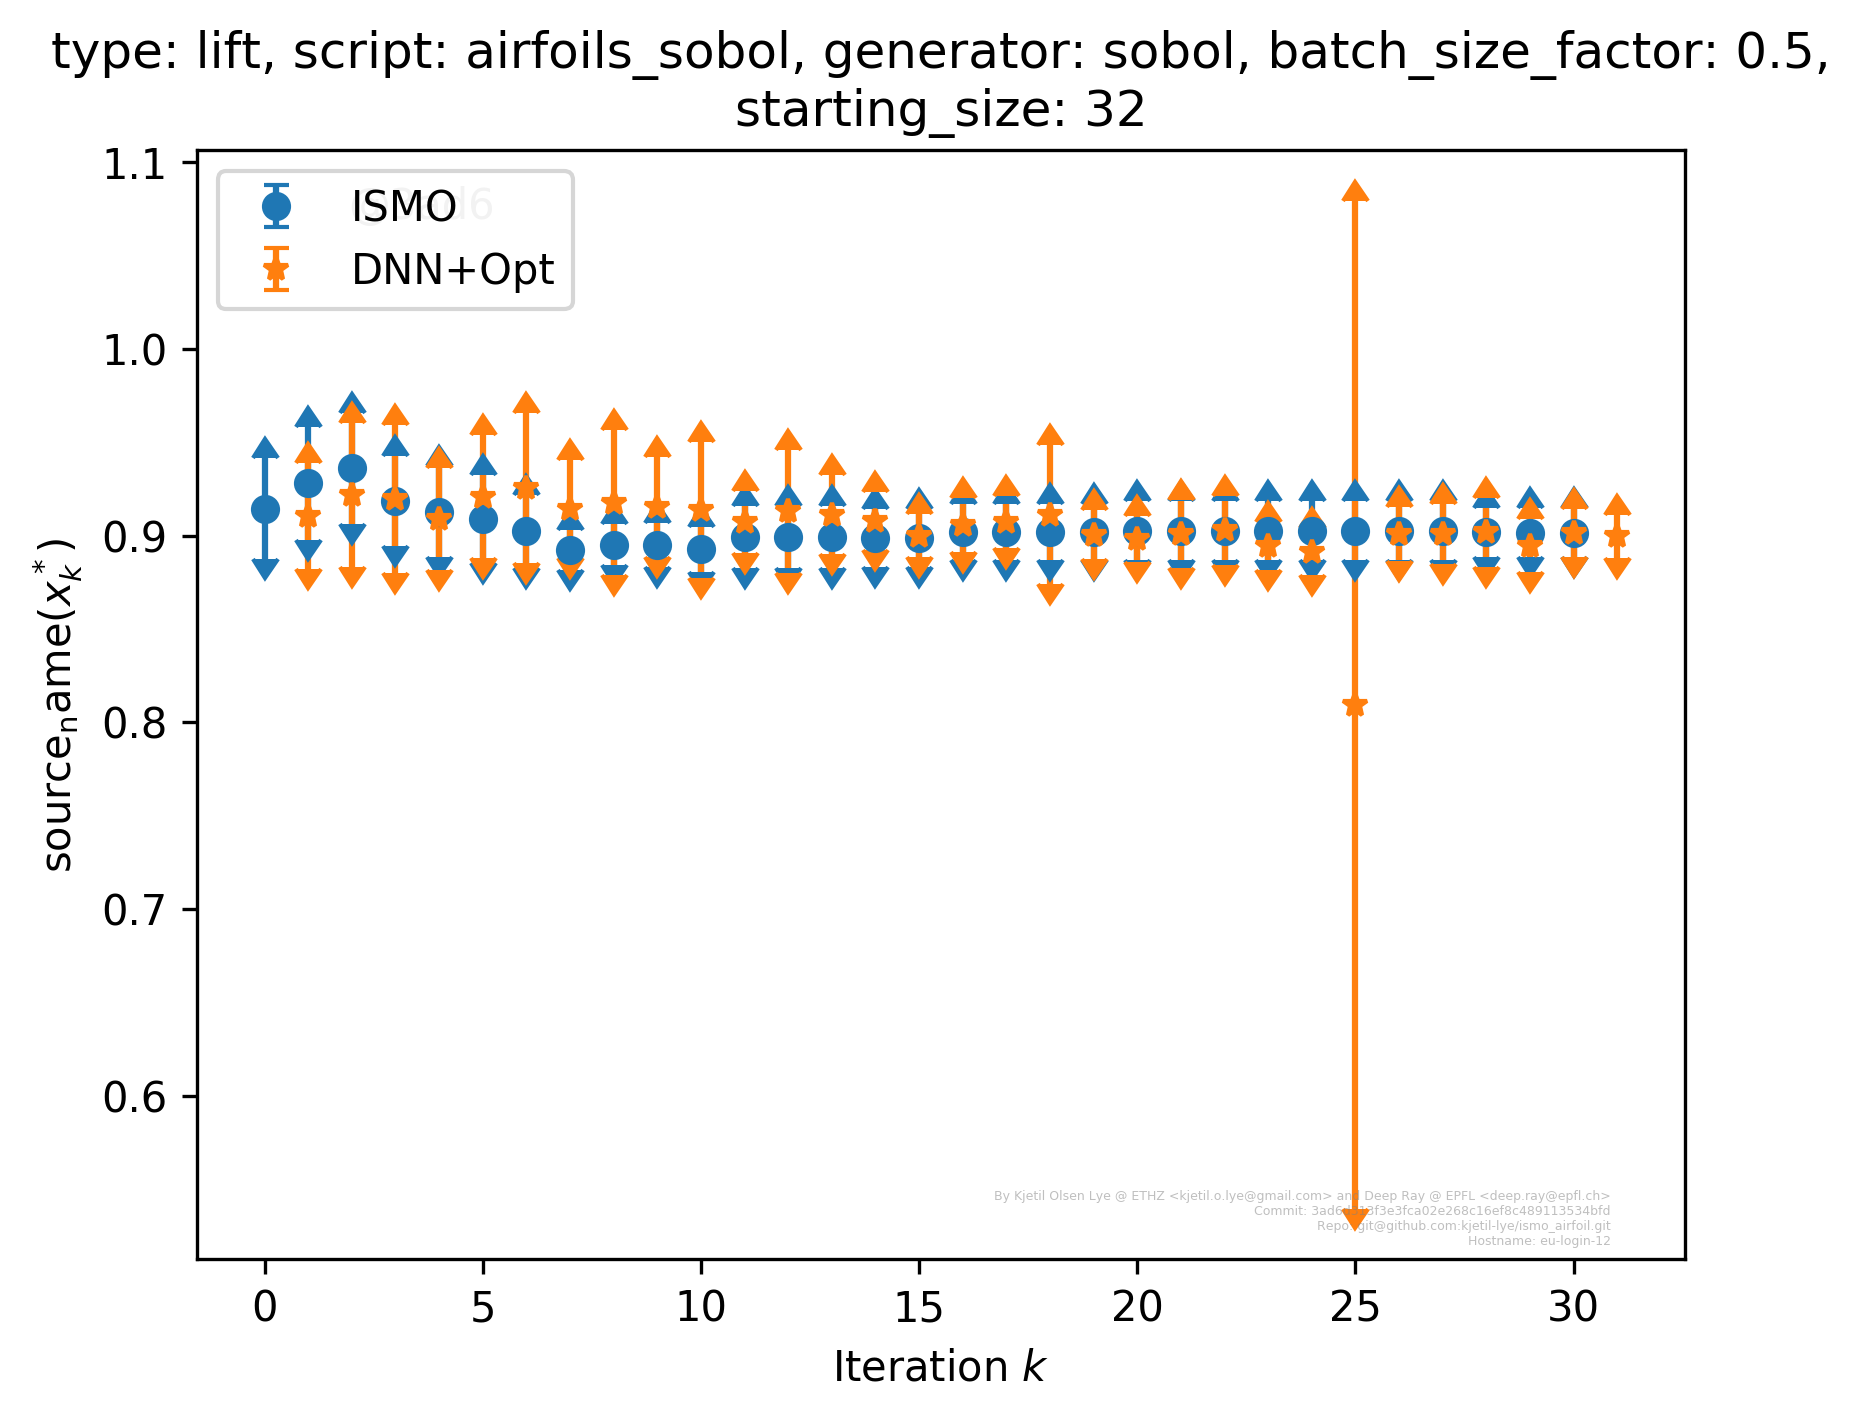 type: lift, script: airfoils_sobol, generator: sobol, batch_size_factor: 0.5,
starting_size: 32
1.1
1.0
0.9
0.8
0.7
0.6
source_name(x*_k)
ISMO
DNN+Opt
By Kjetil Olsen Lye @ ETHZ <kjetil.o.lye@gmail.com> and Deep Ray @ EPFL <deep.ray@epfl.ch>
Commit:
Repo: git@github.com:kjetil-lye/ismo_airfoil.git
Hostname: eu-login-12
0 5 10 15 20 25 30
Iteration k